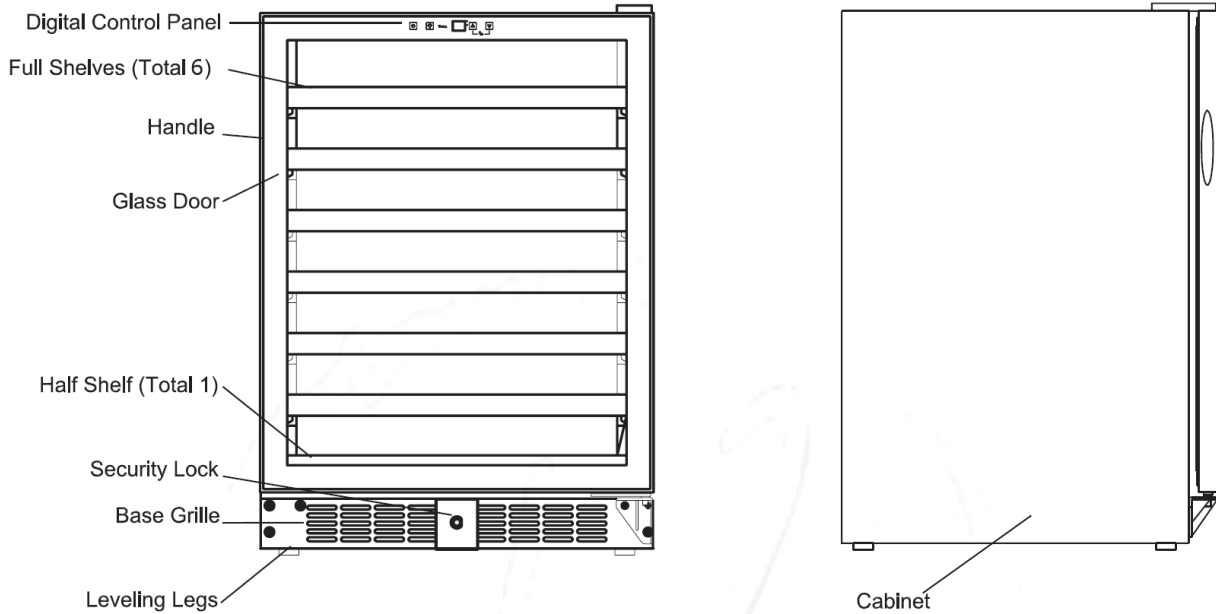 Digital Control Panel
Full Shelves (Total 6)
Handle
Glass Door
Half Shelf (Total 1)
Security Lock
Base Grille
Leveling Legs
Cabinet